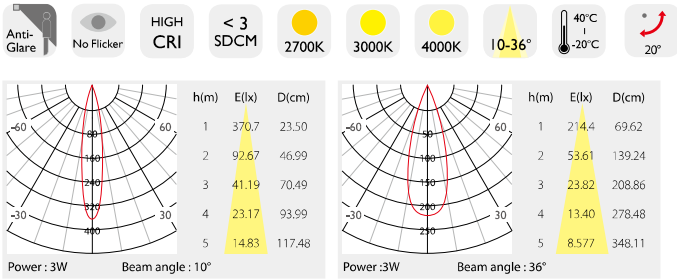 Anti-
Glare
No Flicker
HIGH
CRI
< 3
SDCM
2700K
3000K
4000K
10-36°
40°C
-20°C
20°
-60 60
-30 30
80
160
240
320
400
h(m) E(lx) D(cm)
1 370.7 23.50
2 92.67 46.99
3 41.19 70.49
4 23.17 93.99
5 14.83 117.48
Power : 3W Beam angle : 10°
-60 60
-30 30
50
100
150
200
250
h(m) E(lx) D(cm)
1 214.4 69.62
2 53.61 139.24
3 23.82 208.86
4 13.40 278.48
5 8.577 348.11
Power : 3W Beam angle : 36°